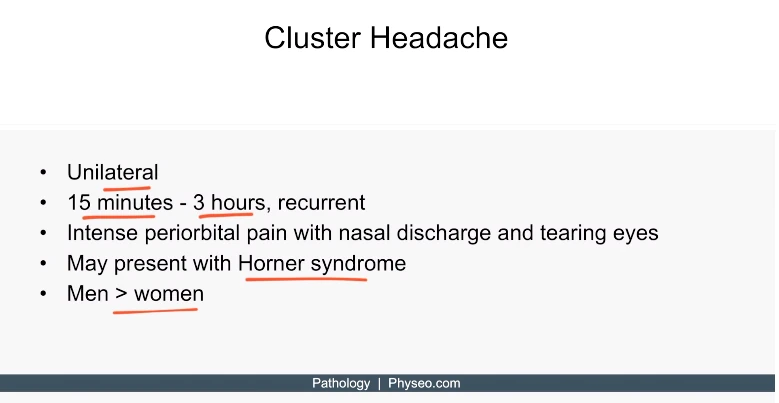 Cluster Headache
• Unilateral
• 15 minutes - 3 hours, recurrent
• Intense periorbital pain with nasal discharge and tearing eyes
• May present with Horner syndrome
• Men > women
Pathology | Physeo.com